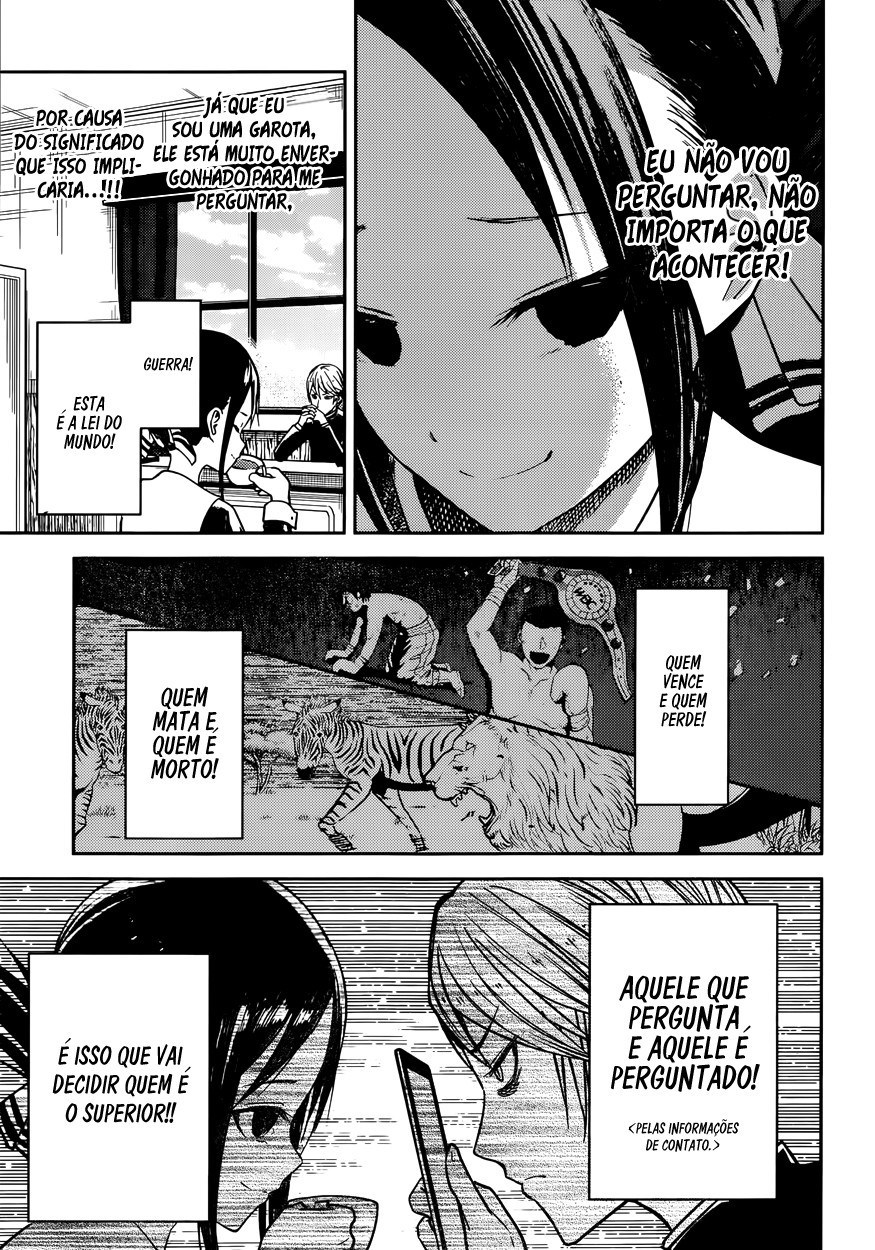 EU NÃO VOU
PERGUNTAR, NÃO
IMPORTA O QUE
ACONTECER!
JÁ QUE EU
SOU UMA GAROTA,
ELE ESTÁ MUITO ENVER-
GONHADO PARA ME
PERGUNTAR,
POR CAUSA
DO SIGNIFICADO
QUE ISSO IMPLI-
CARIA...!!!
GUERRA!
ESTA
É A LEI DO
MUNDO!
WBC
QUEM
VENCE
E QUEM
PERDE!
QUEM
MATA E
QUEM É
MORTO!
AQUELE QUE
PERGUNTA
E AQUELE É
PERGUNTADO!
<PELAS INFORMAÇÕES
DE CONTATO.>
É ISSO QUE VAI
DECIDIR QUEM É
O SUPERIOR!!